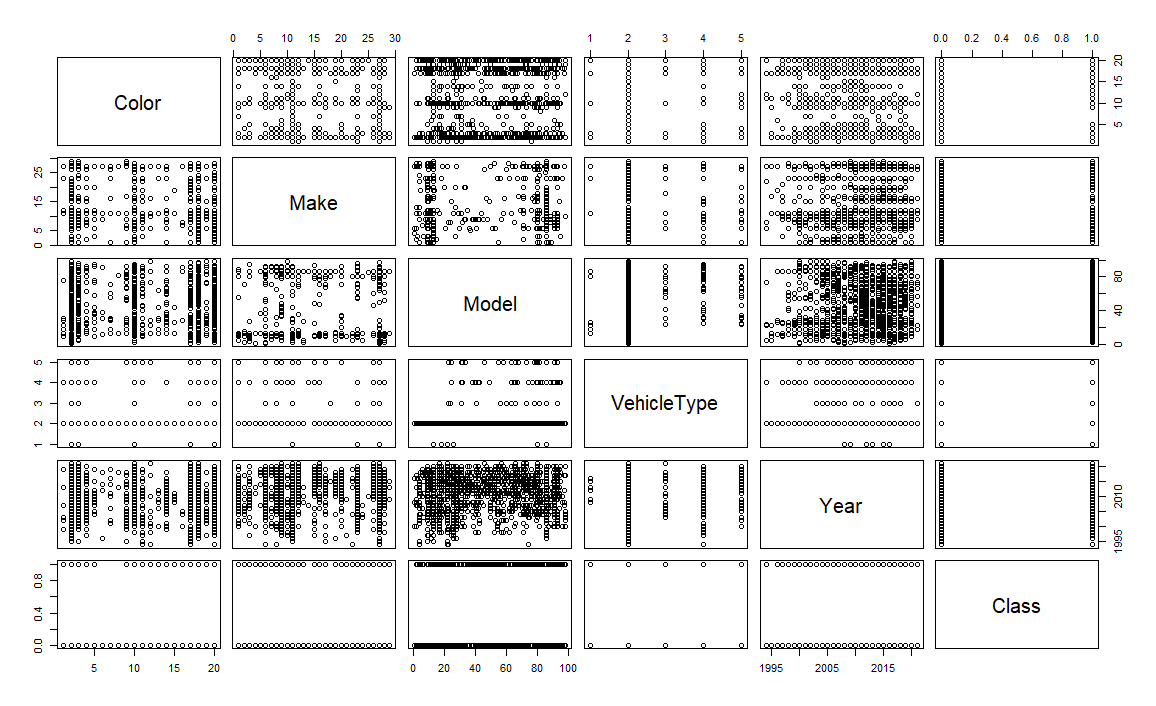 0 5 10 15 20 25 30
1 2 3 4 5
0.0 0.2 0.4 0.6 0.8 1.0
Color
5 10 15 20
0 5 15 25
Make
Model
0 40 80
1 2 3 4 5
VehicleType
Year
1995 2010
0.0 0.4 0.8
Class
5 10 15 20
0 20 40 60 80 100
1995 2005 2015